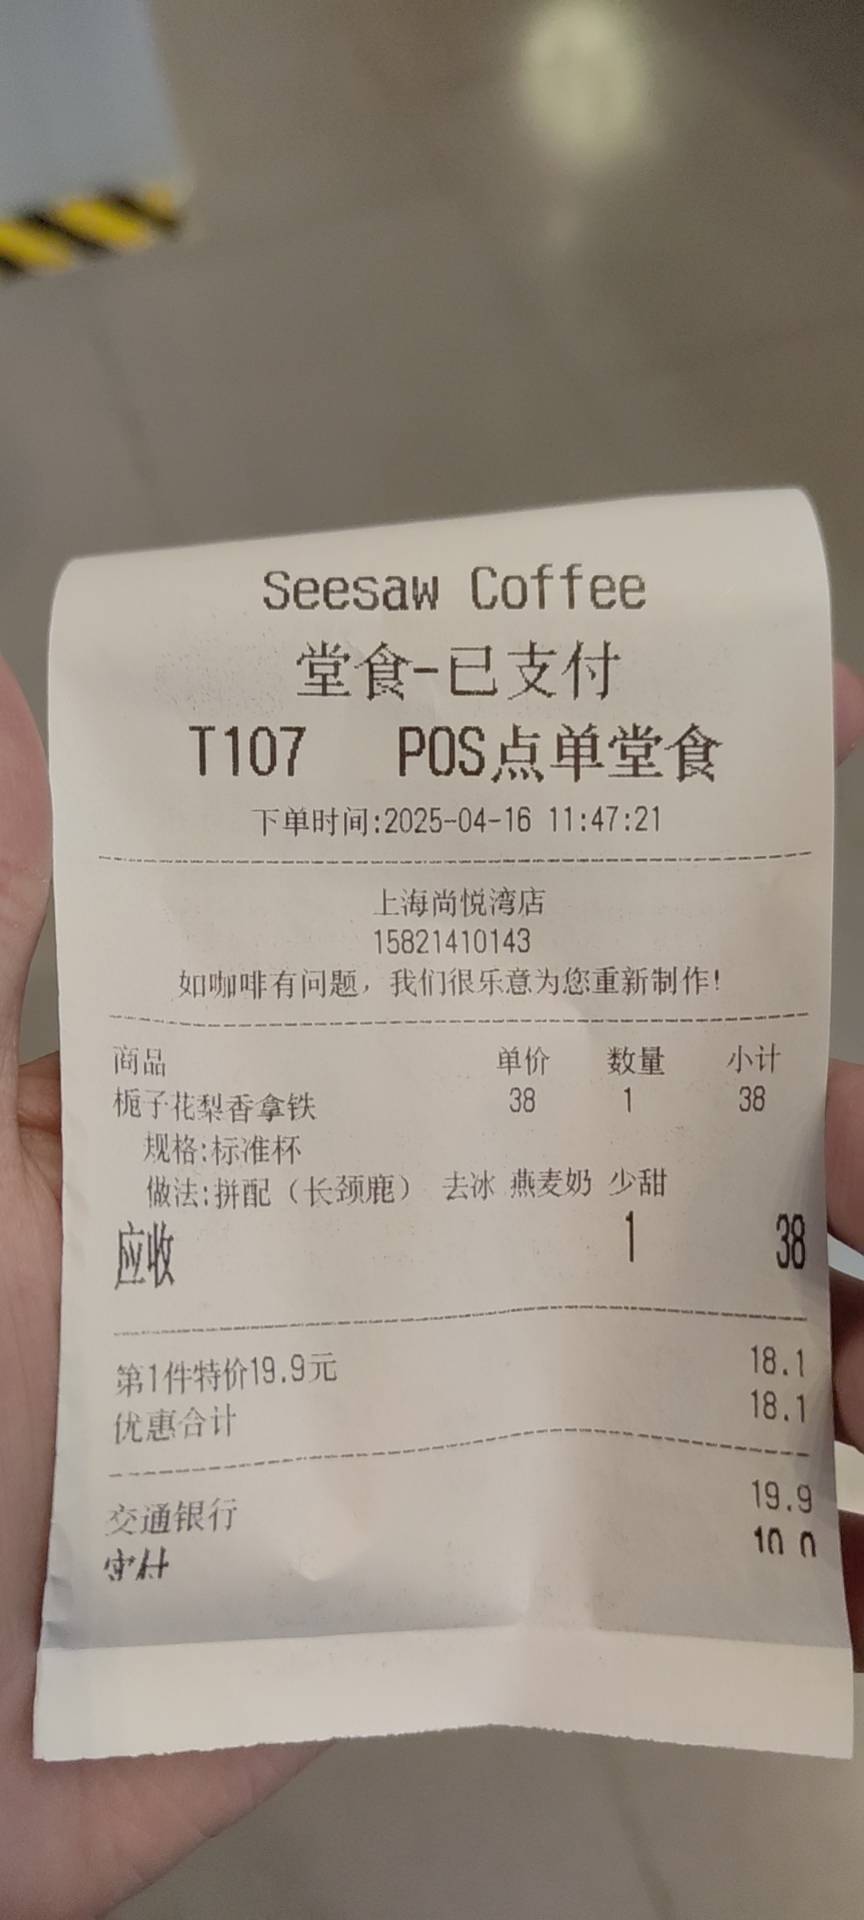 Seesaw Coffee
堂食-已支付
T107 POS点单堂食
下单时间:2025-04-16 11:47:21
上海尚悦湾店
15821410143
如咖啡有问题，我们很乐意为您重新制作!
商品 单价 数量 小计
栀子花梨香拿铁 38 1 38
规格:标准杯
做法:拼配（长颈鹿） 去冰 燕麦奶 少甜
应收 1 38
第1件特价19.9元 18.1
优惠合计 18.1
交通银行 19.9
实付